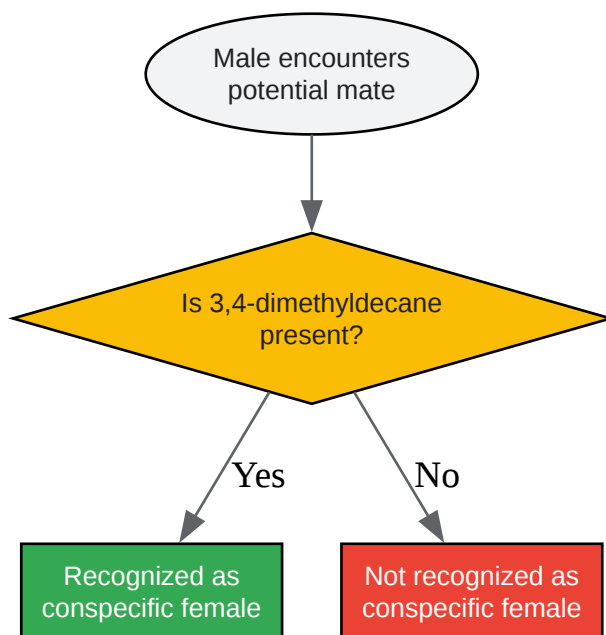 Male encounters
potential mate
Is 3,4-dimethyldecane
present?
Yes
No
Recognized as
conspecific female
Not recognized as
conspecific female